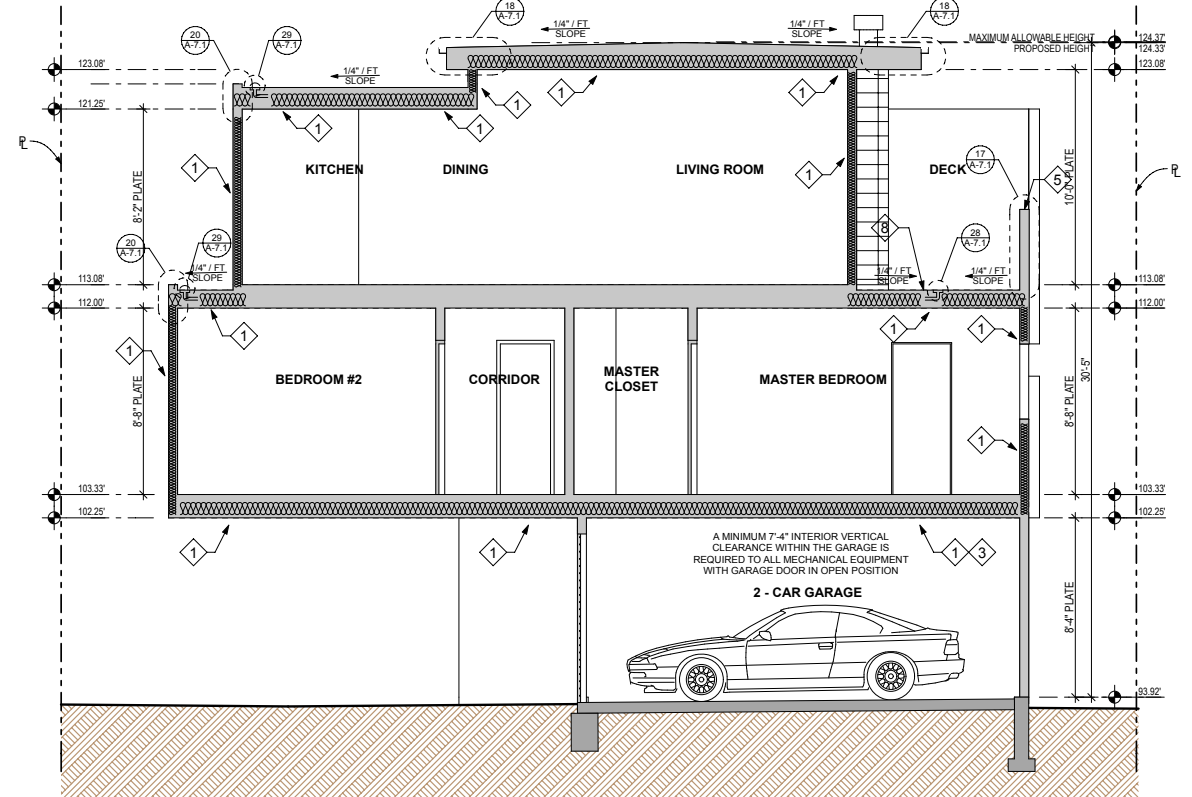 18
A-7.1
18
A-7.1
20
A-7.1
29
A-7.1
1/4" / FT
SLOPE
1/4" / FT
SLOPE
MAXIMUM ALLOWABLE HEIGHT
124.37'
PROPOSED HEIGHT
124.33'
123.08'
1/4" / FT
SLOPE
123.08'
121.25'
1
1
1
1
1
17
A-7.1
PL
1
KITCHEN
DINING
LIVING ROOM
1
DECK
5
PL
8'-2" PLATE
10'-0" PLATE
20
A-7.1
29
A-7.1
8
28
A-7.1
1/4" / FT
SLOPE
1/4" / FT
SLOPE
1/4" / FT
SLOPE
113.08'
113.08'
112.00'
112.00'
1
1
1
1
8'-8" PLATE
BEDROOM #2
CORRIDOR
MASTER
CLOSET
MASTER BEDROOM
8'-8" PLATE
30'-5"
1
103.33'
103.33'
102.25'
102.25'
1
1
1
3
A MINIMUM 7'-4" INTERIOR VERTICAL
CLEARANCE WITHIN THE GARAGE IS
REQUIRED TO ALL MECHANICAL EQUIPMENT
WITH GARAGE DOOR IN OPEN POSITION
2 - CAR GARAGE
8'-4" PLATE
93.92'